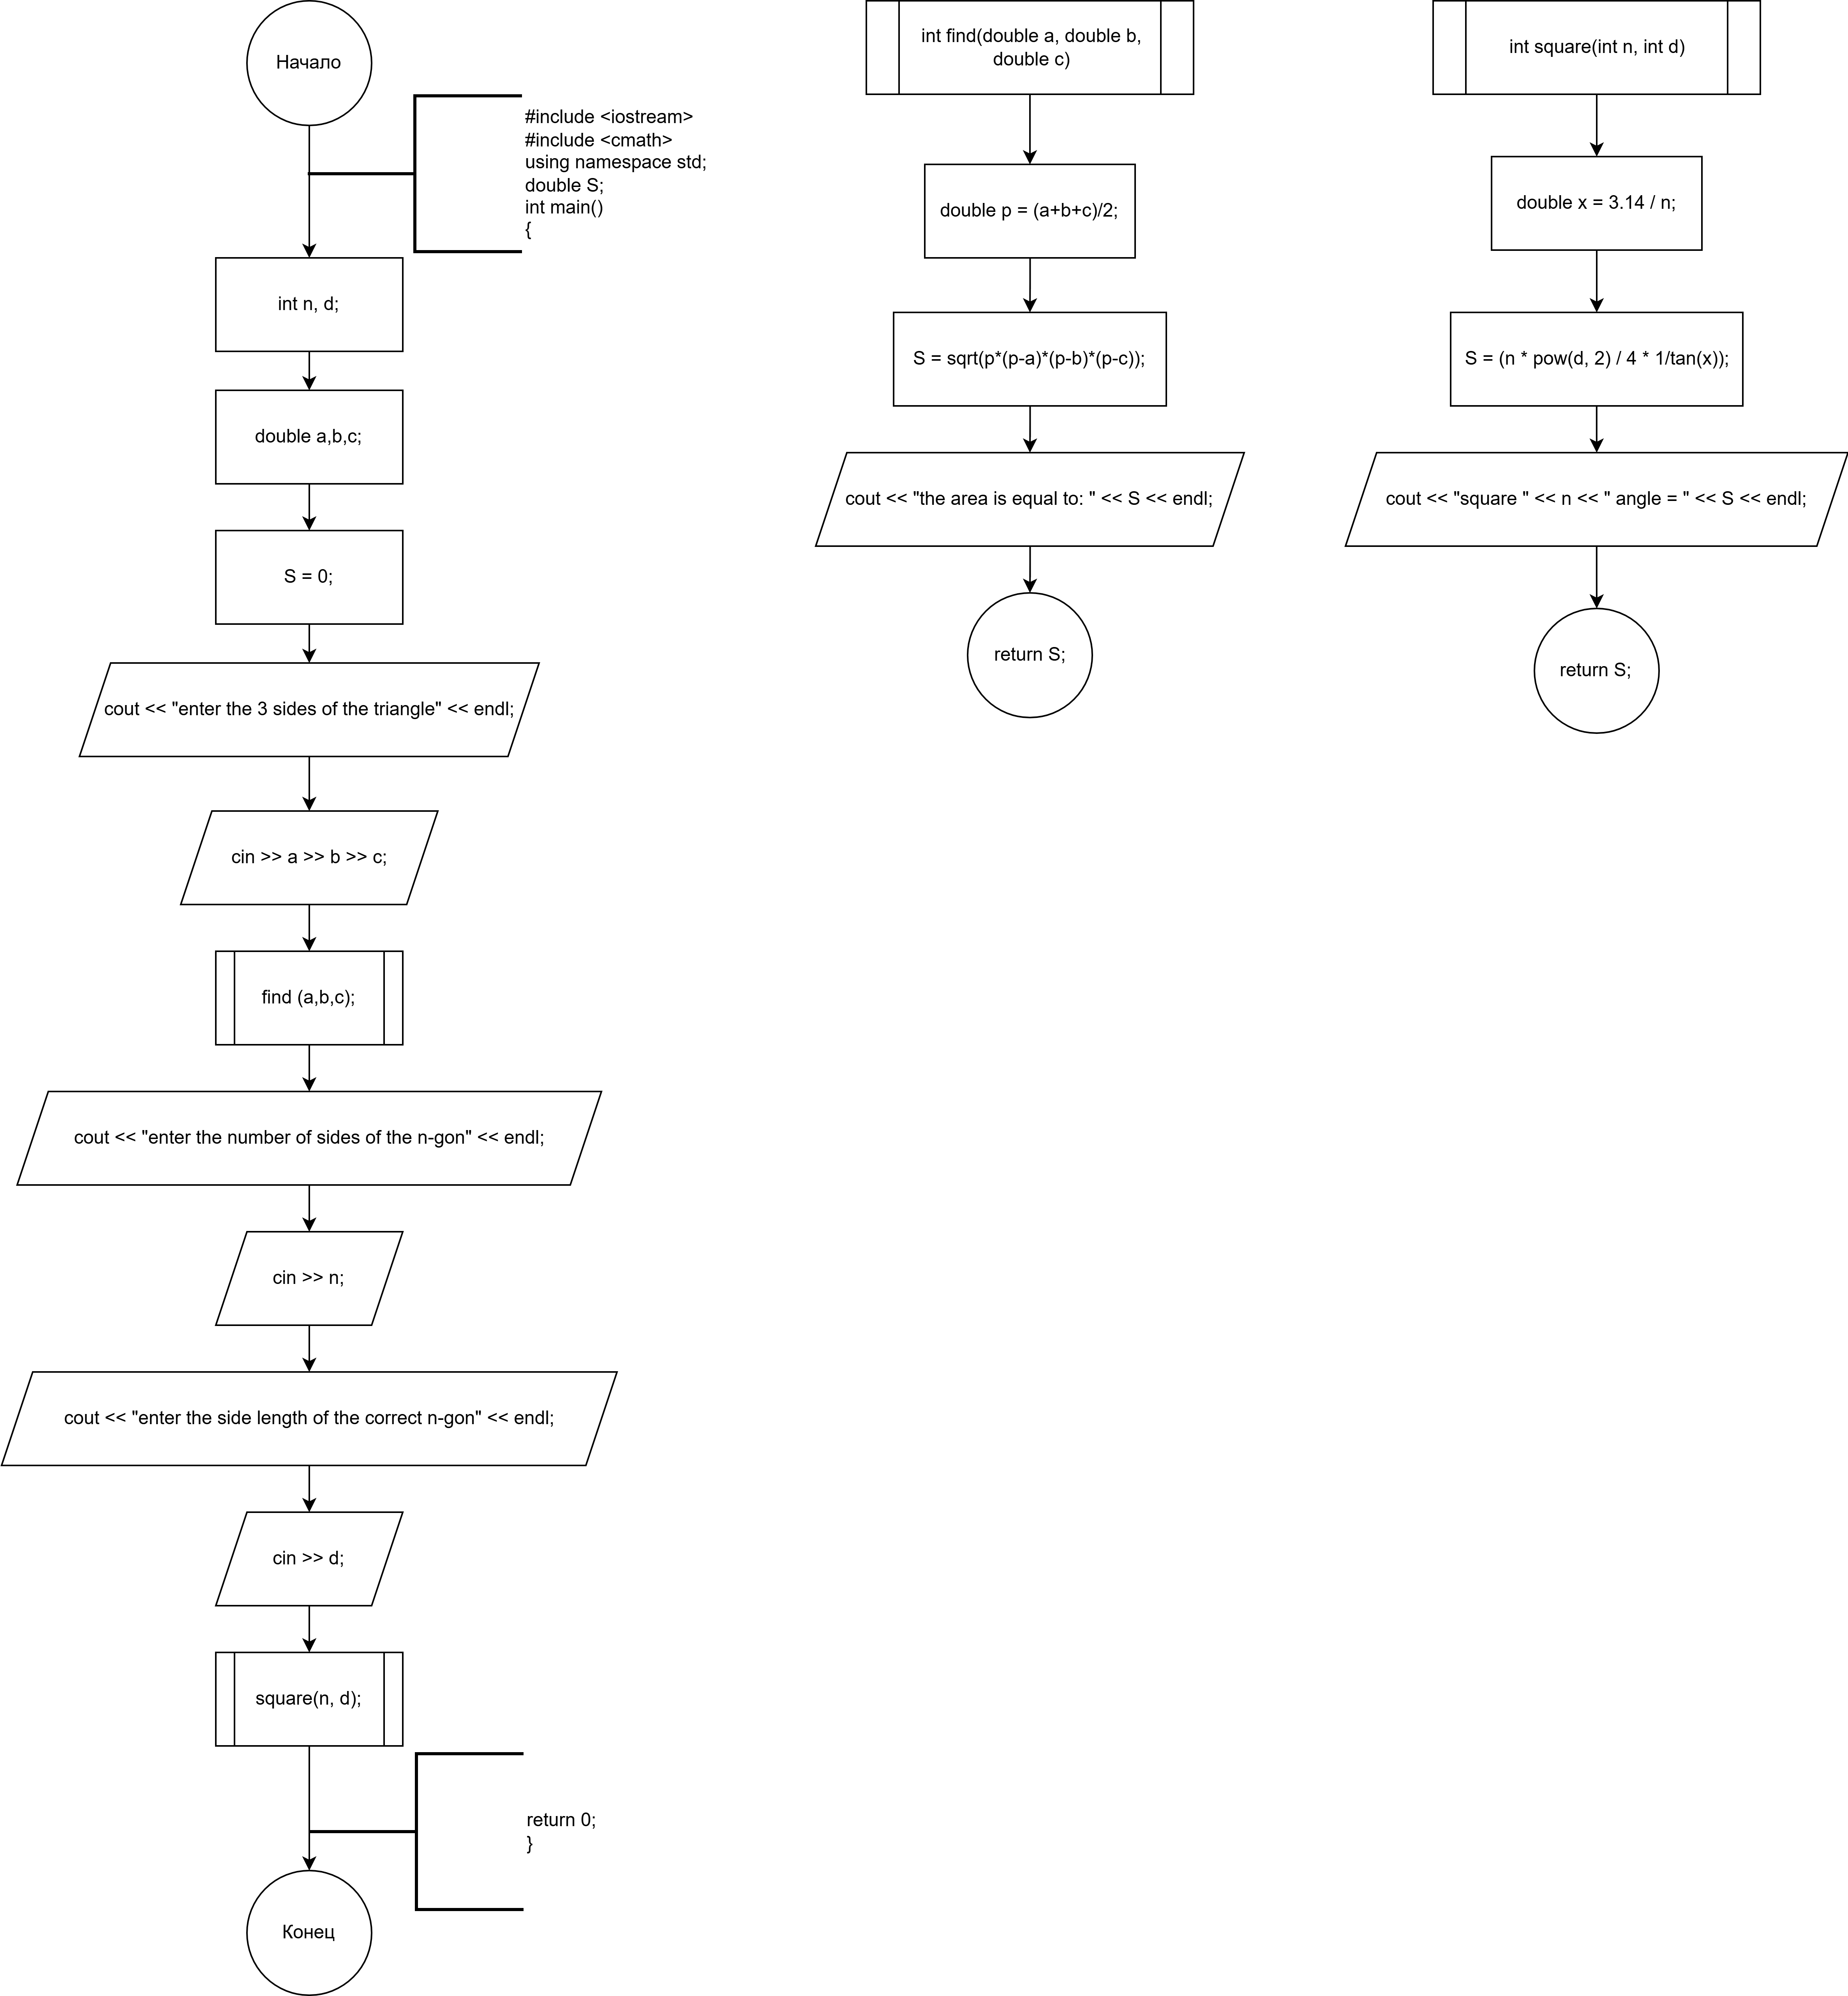 Начало
#include <iostream>
#include <cmath>
using namespace std;
double S;
int main()
{
int n, d;
double a,b,c;
S = 0;
cout << "enter the 3 sides of the triangle" << endl;
cin >> a >> b >> c;
find (a,b,c);
cout << "enter the number of sides of the n-gon" << endl;
cin >> n;
cout << "enter the side length of the correct n-gon" << endl;
cin >> d;
square(n, d);
return 0;
}
Конец
int find(double a, double b,
double c)
double p = (a+b+c)/2;
S = sqrt(p*(p-a)*(p-b)*(p-c));
cout << "the area is equal to: " << S << endl;
return S;
int square(int n, int d)
double x = 3.14 / n;
S = (n * pow(d, 2) / 4 * 1/tan(x));
cout << "square " << n << " angle = " << S << endl;
return S;